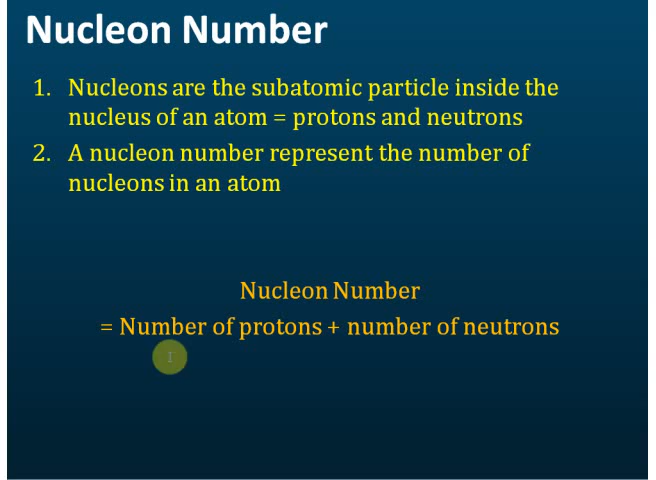 Nucleon Number
1. Nucleons are the subatomic particle inside the
nucleus of an atom = protons and neutrons
2. A nucleon number represent the number of
nucleons in an atom
Nucleon Number
= Number of protons + number of neutrons